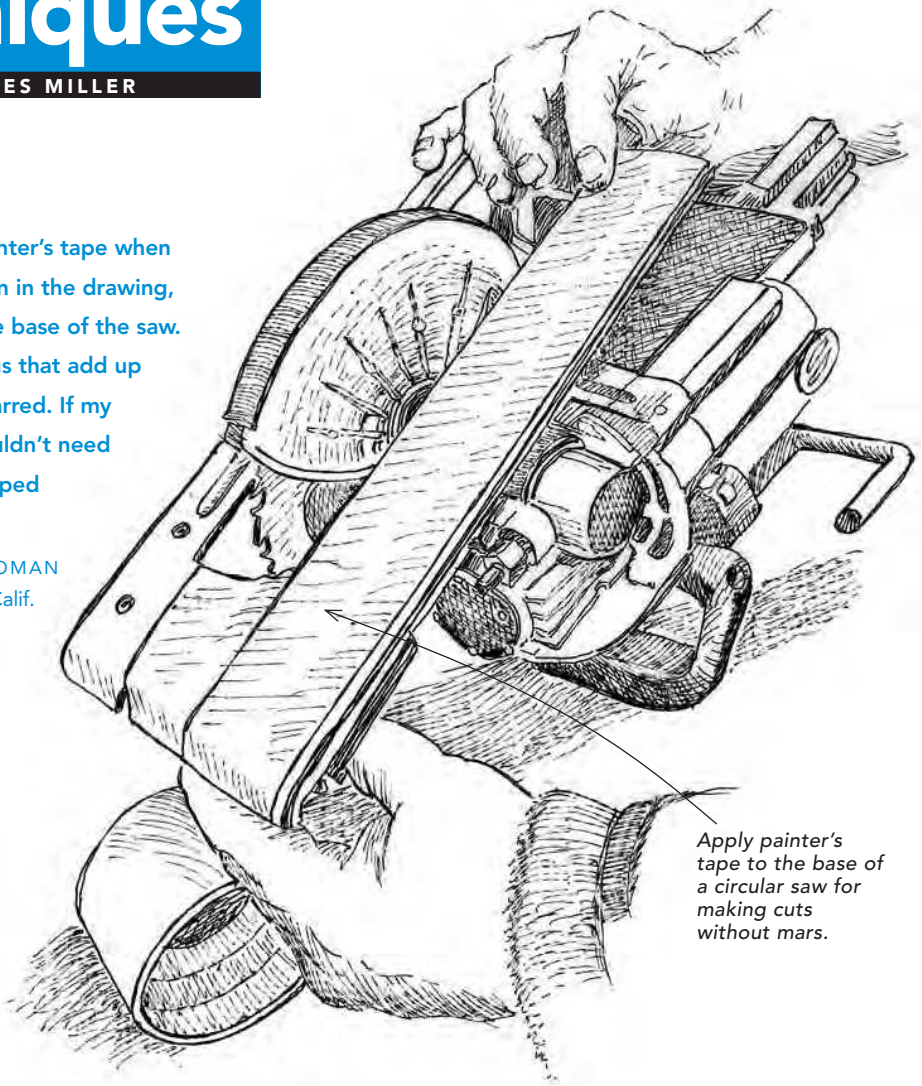 niques
ES MILLER
nter's tape when
n in the drawing,
e base of the saw.
s that add up
arred. If my
uldn't need
ped
DMAN
Calif.
Apply painter's
tape to the base of
a circular saw for
making cuts
without mars.